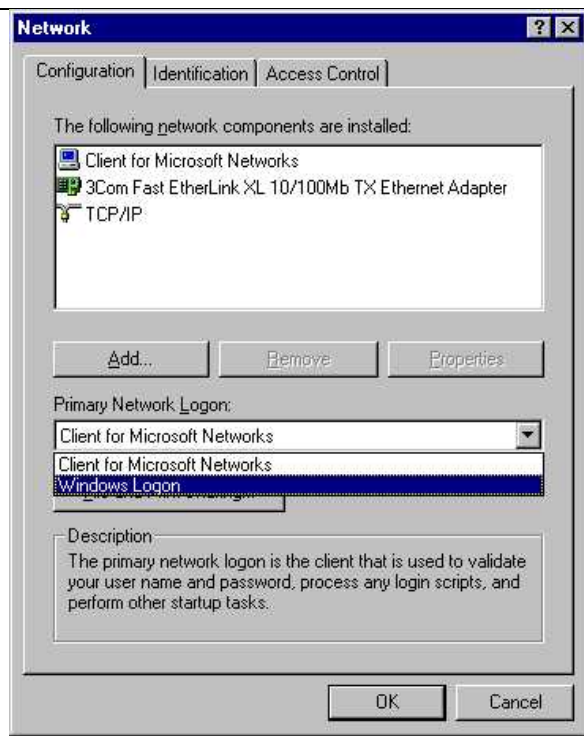 Network
Configuration Identification Access Control
The following network components are installed:
Client for Microsoft Networks
3Com Fast EtherLink XL 10/100Mb TX Ethernet Adapter
TCP/IP
Add... Remove Properties
Primary Network Logon:
Client for Microsoft Networks
Client for Microsoft Networks
Windows Logon
Description
The primary network logon is the client that is used to validate
your user name and password, process any login scripts, and
perform other startup tasks.
OK Cancel